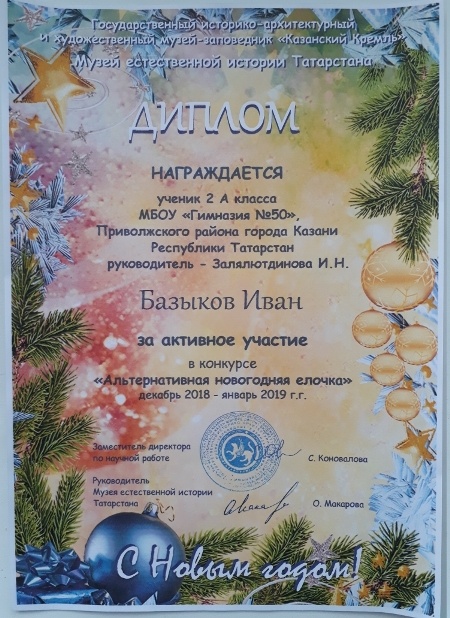 Государственный историко-архитектурный
и художественный музей-заповедник «Казанский Кремль»
Музей естественной истории Татарстана
ДИПЛОМ
НАГРАЖДАЕТСЯ
ученик 2 А класса
МБОУ «Гимназия №50»,
Приволжского района города Казани
Республики Татарстан
руководитель - Залялютдинова И.Н.
Базыков Иван
за активное участие
в конкурсе
«Альтернативная новогодняя елочка»
декабрь 2018 - январь 2019 г.г.
Заместитель директора
по научной работе
С. Коновалова
Руководитель
Музея естественной истории
Татарстана
О. Макарова
С Новым годом!